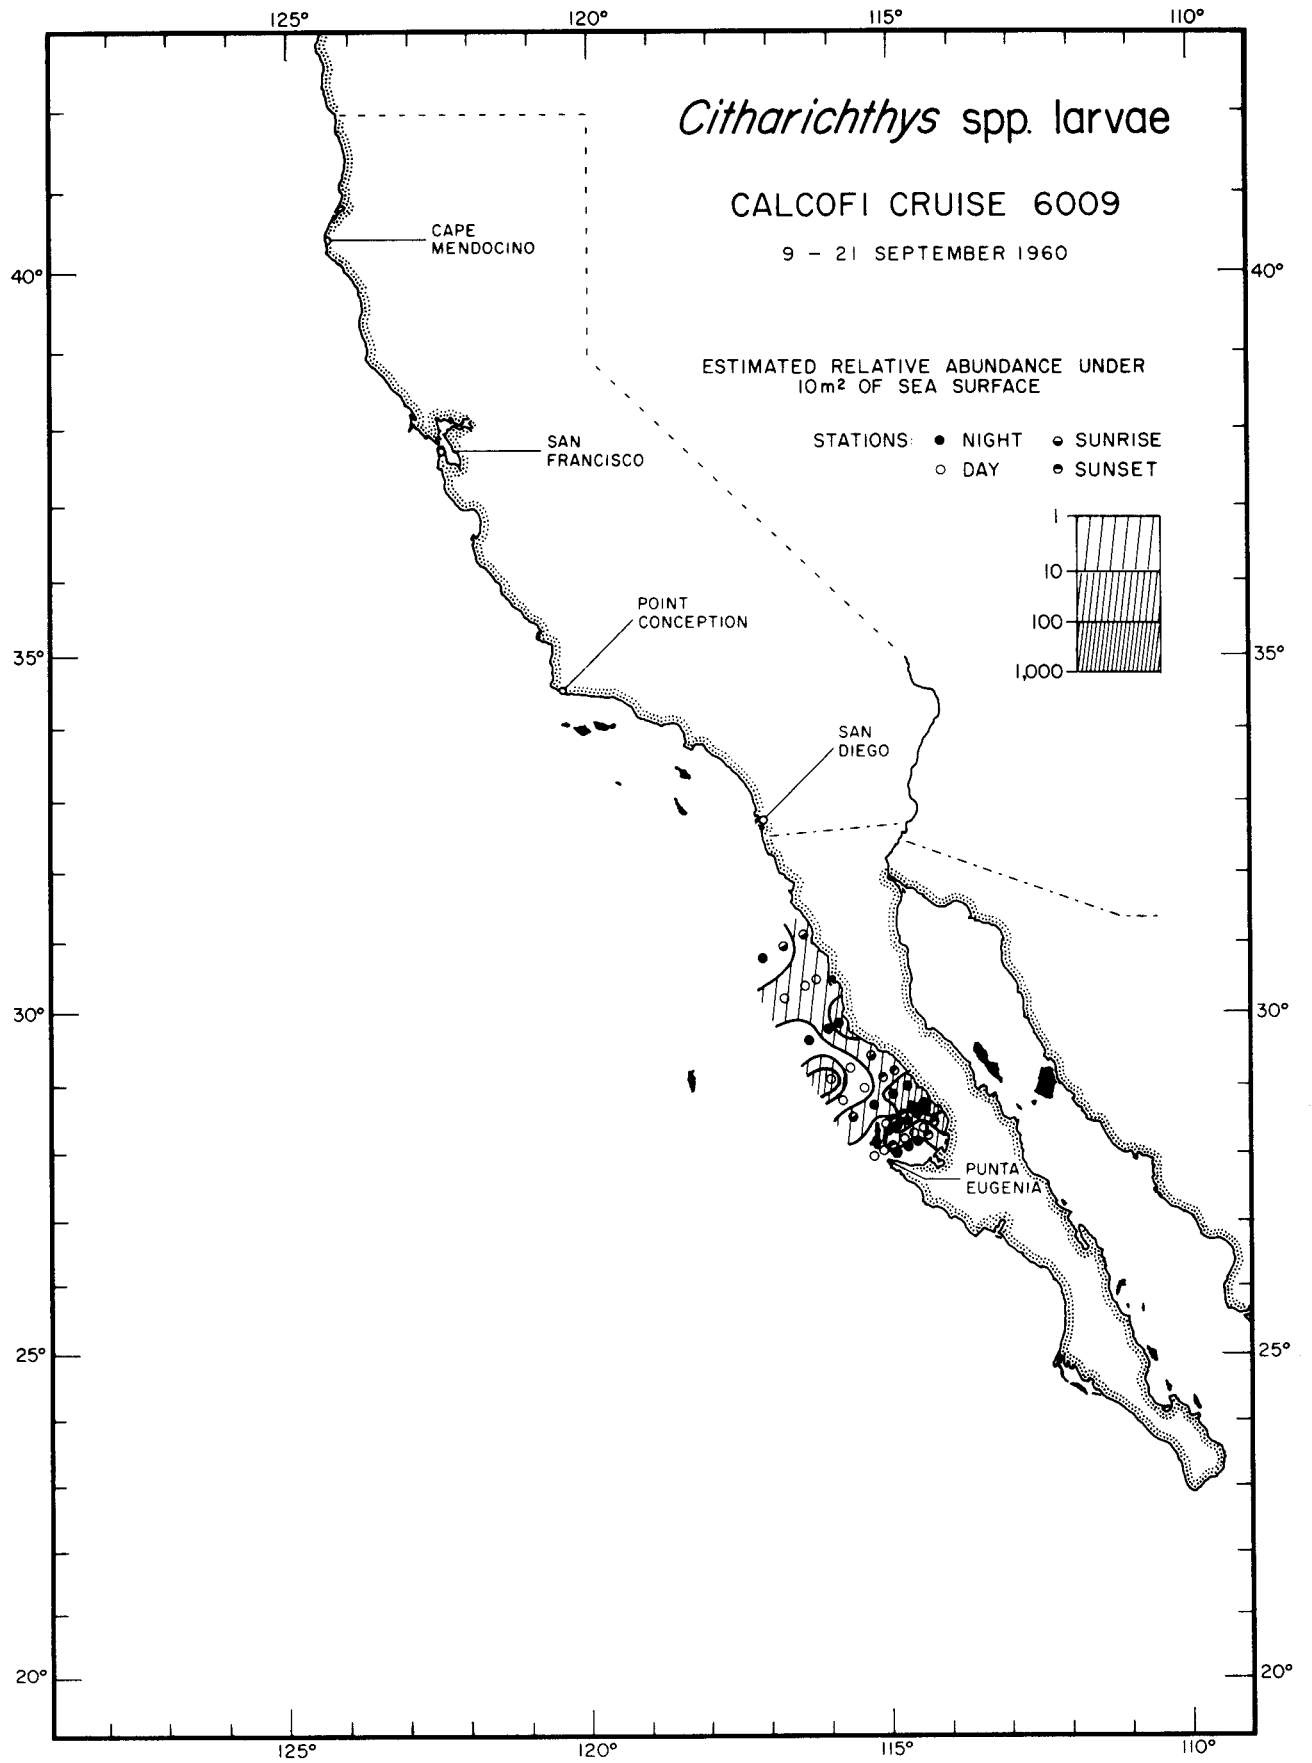 125° 120° 115° 110°
Citharichthys spp. larvae
CALCOFI CRUISE 6009
9 – 21 SEPTEMBER 1960
CAPE
MENDOCINO
40° 40°
ESTIMATED RELATIVE ABUNDANCE UNDER
10m² OF SEA SURFACE
STATIONS: ● NIGHT ◒ SUNRISE
○ DAY ◓ SUNSET
SAN
FRANCISCO
1
10
100
1,000
POINT
CONCEPTION
35° 35°
SAN
DIEGO
30° 30°
PUNTA
EUGENIA
25° 25°
20° 20°
125° 120° 115° 110°